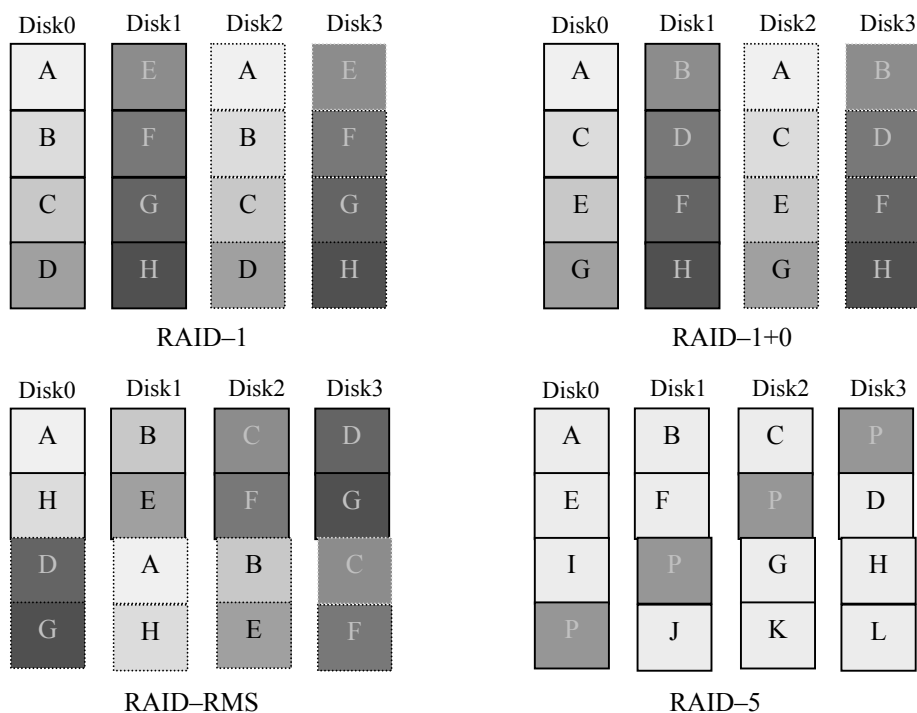 Disk0 Disk1 Disk2 Disk3
A E A E
B F B F
C G C G
D H D H
RAID–1
Disk0 Disk1 Disk2 Disk3
A B A B
C D C D
E F E F
G H G H
RAID–1+0
Disk0 Disk1 Disk2 Disk3
A B C D
H E F G
D A B C
G H E F
RAID–RMS
Disk0 Disk1 Disk2 Disk3
A B C P
E F P D
I P G H
P J K L
RAID–5